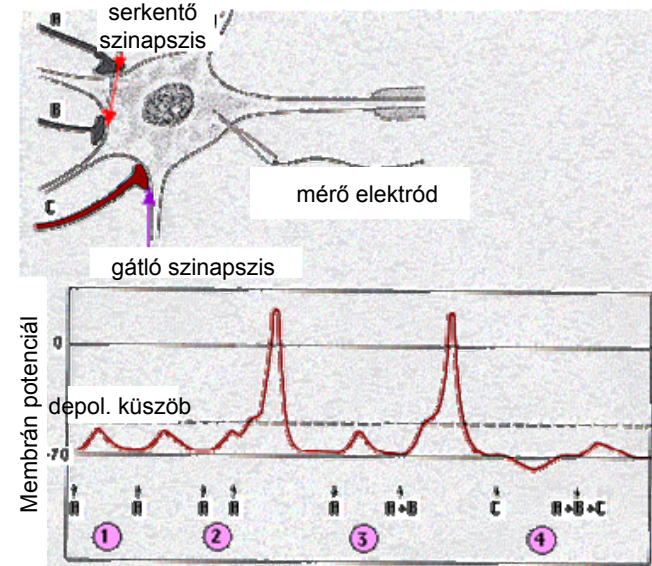 serkentő
szinapszis
A
B
C
mérő elektród
gátló szinapszis
Membrán potenciál
0
depol. küszöb
-70
A A A A A A+B C A+B+C
1 2 3 4